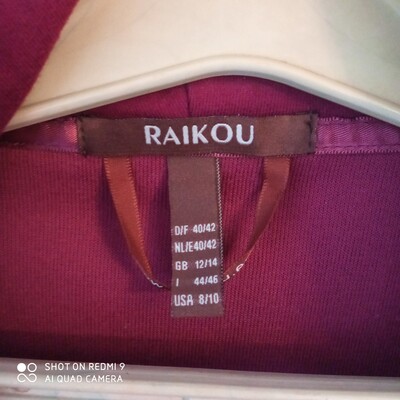 RAIKOU
D/F 40/42
NL/E40/42
GB 12/14
I 44/46
USA 8/10
SHOT ON REDMI 9
AI QUAD CAMERA